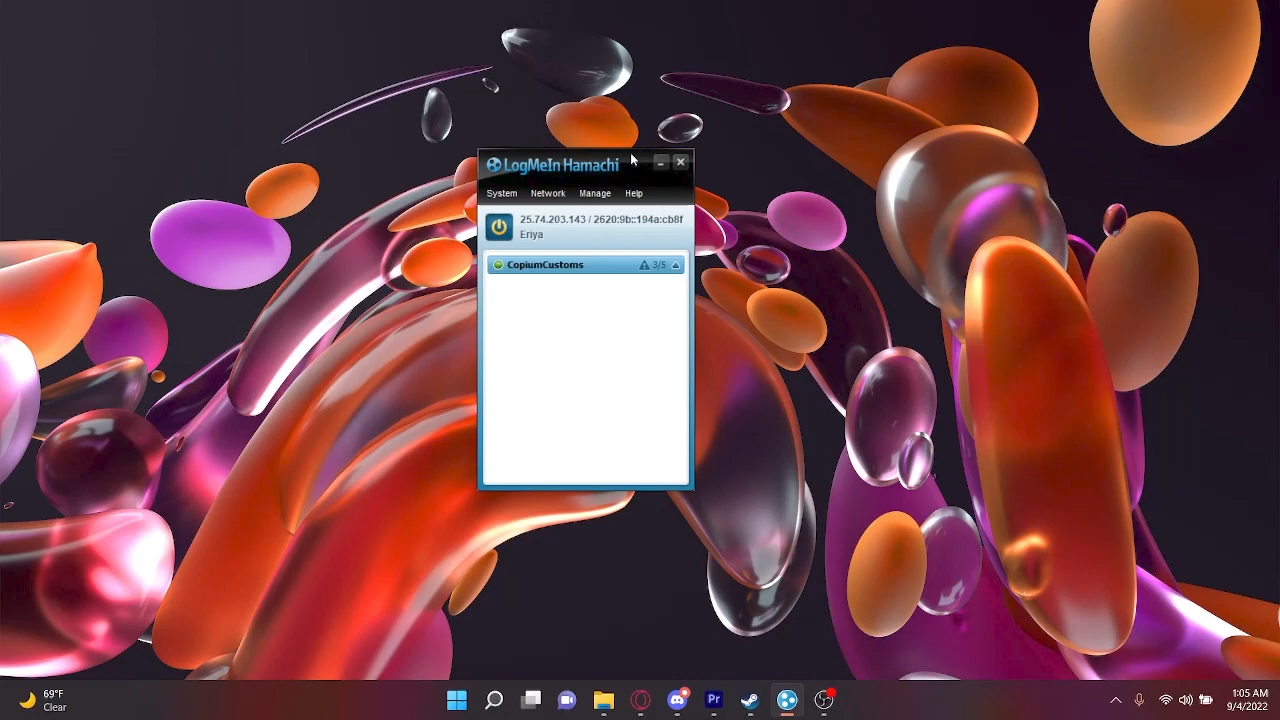 LogMeIn Hamachi
System Network Manage Help
25.74.203.143 / 2620:9b::194a:cb8f
Eriya
CopiumCustoms 3/5
69°F
Clear
Pr
1:05 AM
9/4/2022